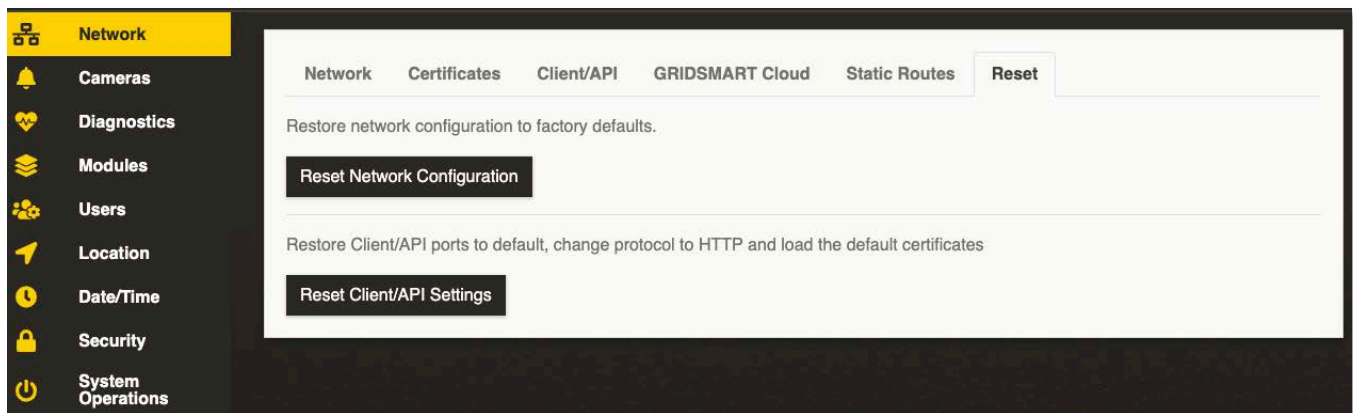 Network
Cameras
Diagnostics
Modules
Users
Location
Date/Time
Security
System
Operations
Network Certificates Client/API GRIDSMART Cloud Static Routes Reset
Restore network configuration to factory defaults.
Reset Network Configuration
Restore Client/API ports to default, change protocol to HTTP and load the default certificates
Reset Client/API Settings